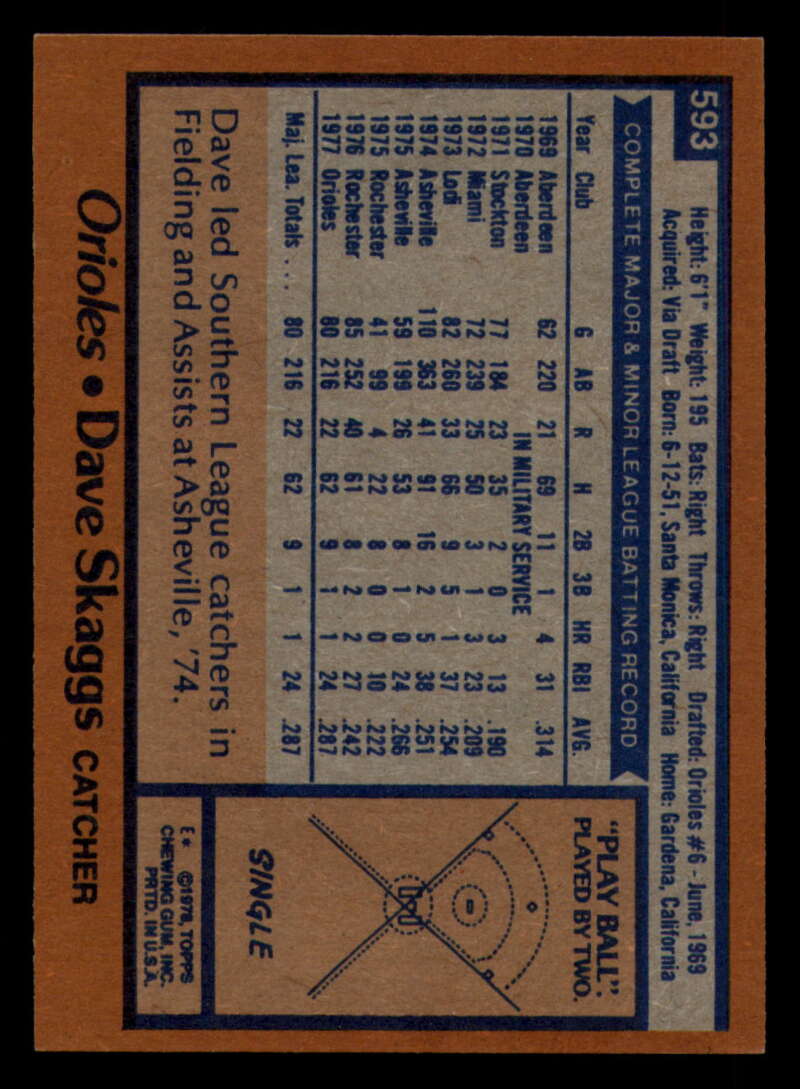 593
Height: 6'1" Weight: 195 Bats: Right Throws: Right Drafted: Orioles #6 - June, 1969
Acquired: Via Draft Born: 6-12-51, Santa Monica, California Home: Gardena, California
COMPLETE MAJOR & MINOR LEAGUE BATTING RECORD
Year Club G AB R H 2B 3B HR RBI AVG.
1969 Aberdeen 62 220 21 69 11 1 4 31 .314
1970 Aberdeen IN MILITARY SERVICE
1971 Stockton 77 184 23 35 2 0 3 13 .190
1972 Miami 72 239 25 50 3 1 3 23 .209
1973 Lodi 82 260 33 66 9 5 1 37 .254
1974 Asheville 110 363 41 91 16 2 5 38 .251
1975 Asheville 59 199 26 53 8 1 0 24 .266
1975 Rochester 41 99 4 22 8 0 0 10 .222
1976 Rochester 85 252 40 61 8 2 2 27 .242
1977 Orioles 80 216 22 62 9 1 1 24 .287
Maj. Lea. Totals . . . 80 216 22 62 9 1 1 24 .287
Dave led Southern League catchers in
Fielding and Assists at Asheville, '74.
"PLAY BALL":
PLAYED BY TWO.
SINGLE
E* ©1978, TOPPS
CHEWING GUM, INC.
PRTD. IN U.S.A.
Orioles • Dave Skaggs CATCHER